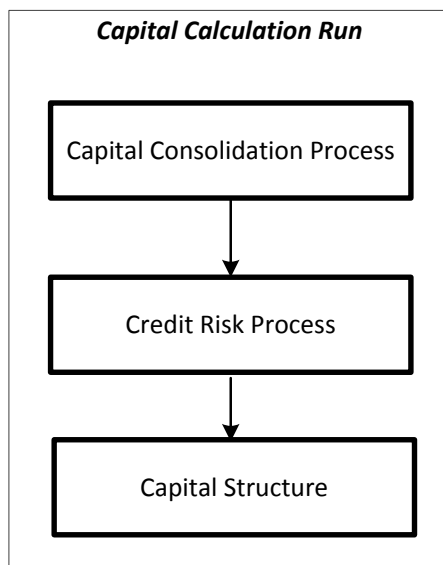 Capital Calculation Run
Capital Consolidation Process
Credit Risk Process
Capital Structure